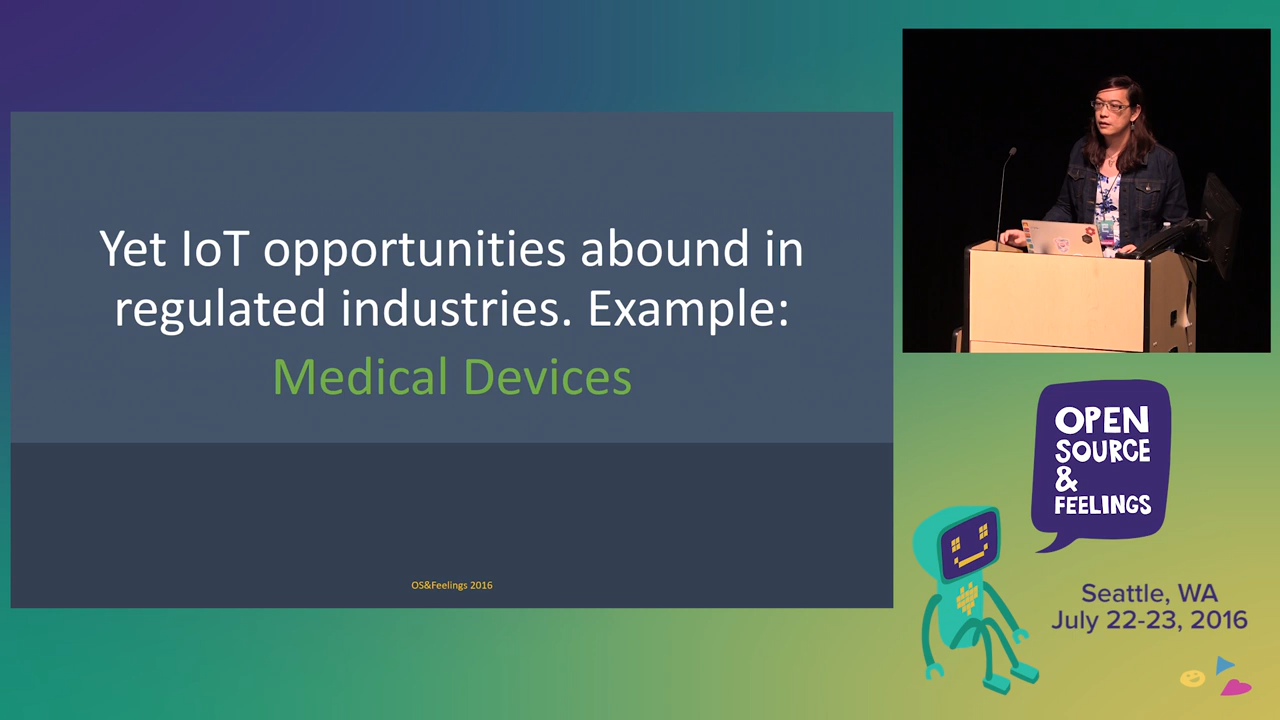 Yet IoT opportunities abound in
regulated industries. Example:
Medical Devices
OS&Feelings 2016
OPEN
SOURCE
&
FEELINGS
Seattle, WA
July 22-23, 2016